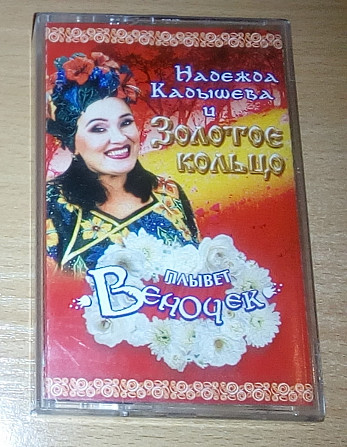 Надежда
Кадышева
и
Золотое
кольцо
плывет
Веночек